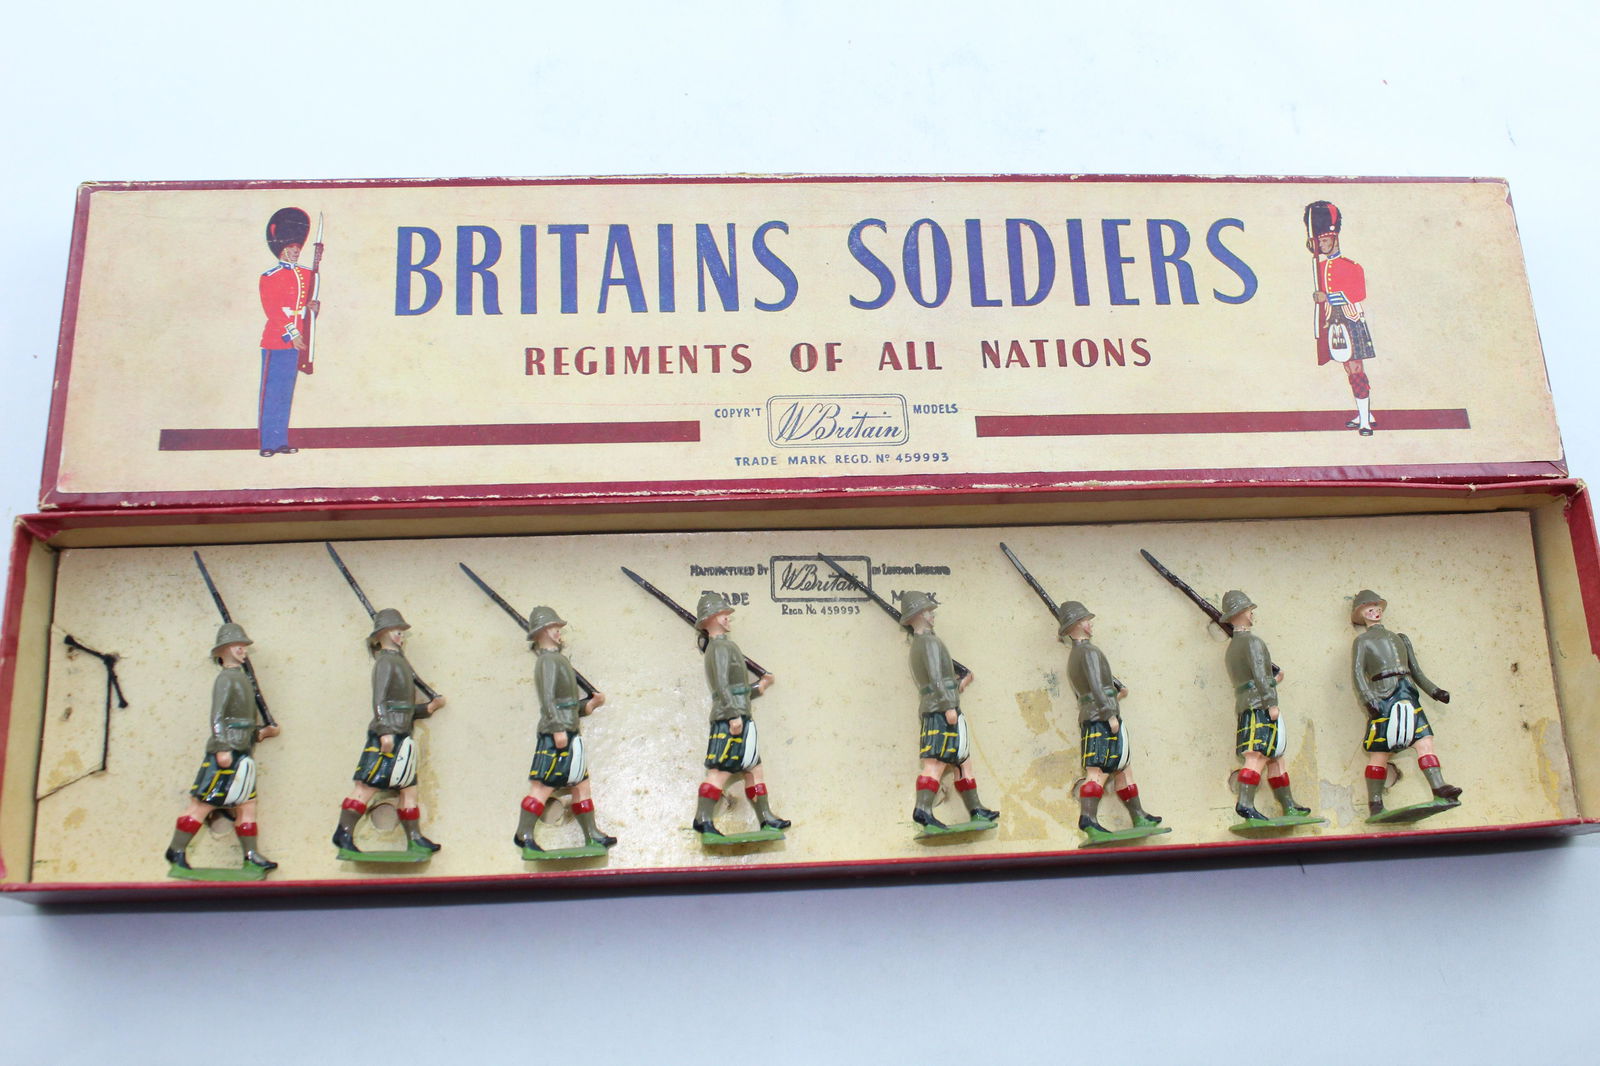 BRITAINS SOLDIERS
REGIMENTS OF ALL NATIONS
COPYR'T W Britain MODELS
TRADE MARK REGD. Nº 459993
MANUFACTURED BY W Britain IN LONDON ENGLAND
TRADE MARK
REGD. No 459993